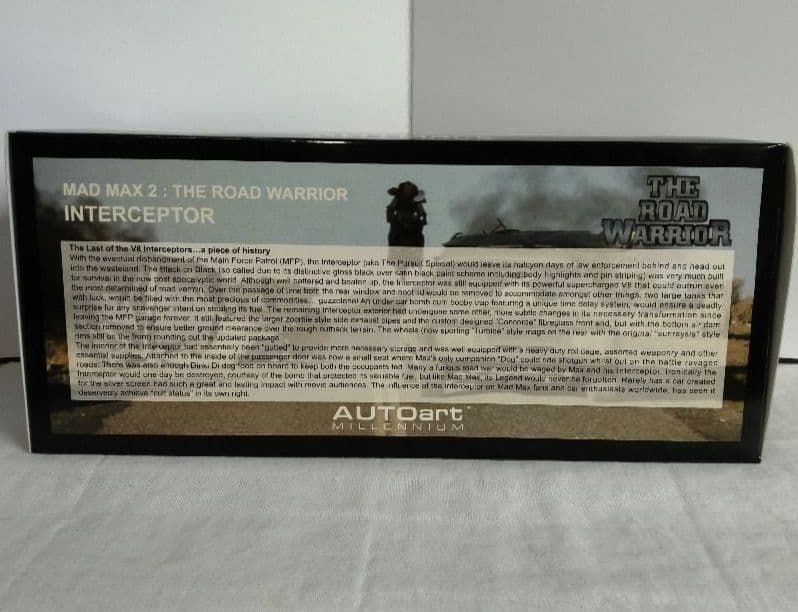 MAD MAX 2 : THE ROAD WARRIOR
INTERCEPTOR
THE
ROAD
WARRIOR
The Last of the V8 Interceptors...a piece of history
With the eventual disbandment of the Main Force Patrol (MFP), the Interceptor (aka The Pursuit Special) would leave its halcyon days of law enforcement behind and head out
into the wasteland. The Black on Black (so called due to its distinctive gloss black over satin black paint scheme including body highlights and pin striping) was very much built
for survival in the now post apocalyptic world. Although well battered and beaten up, the Interceptor was still equipped with its powerful supercharged V8 that could outrun even
the most determined of road vermin. Over the passage of time both the rear window and boot lid would be removed to accommodate amongst other things, two large tanks that
with luck, would be filled with the most precious of commodities... guzzolene! An under car bomb cum booby trap featuring a unique time delay system, would ensure a deadly
surprise for any scavenger intent on stealing its fuel. The remaining Interceptor exterior had undergone some other, more subtle changes in its necessary transformation since
leaving the MFP garage forever. It still featured the larger zoomie style side exhaust pipes and the custom designed "Concorde" fibreglass front end, but with the bottom air dam
section removed to ensure better ground clearance over the rough outback terrain. The wheels (now sporting "Turbine" style mags on the rear with the original "sunraysia" style
rims still on the front) rounding out the updated package.
The interior of the Interceptor had essentially been "gutted" to provide more necessary storage and was well equipped with a heavy duty roll cage, assorted weaponry and other
essential supplies. Attached to the inside of the passenger door was now a small seat where Max's only companion "Dog" could ride shotgun whilst out on the battle ravaged
roads. There was also enough Dinki Di dog food on board to keep both the occupants fed. Many a furious road war would be waged by Max and his Interceptor. Ironically the
Interceptor would one day be destroyed, courtesy of the bomb that protected its valuable fuel, but like Mad Max, its Legend would never be forgotten. Rarely has a car created
for the silver screen had such a great and lasting impact with movie audiences. The influence of the Interceptor on Mad Max fans and car enthusiasts worldwide, has seen it
deservedly achieve "cult status" in its own right.
AUTOart
MILLENNIUM